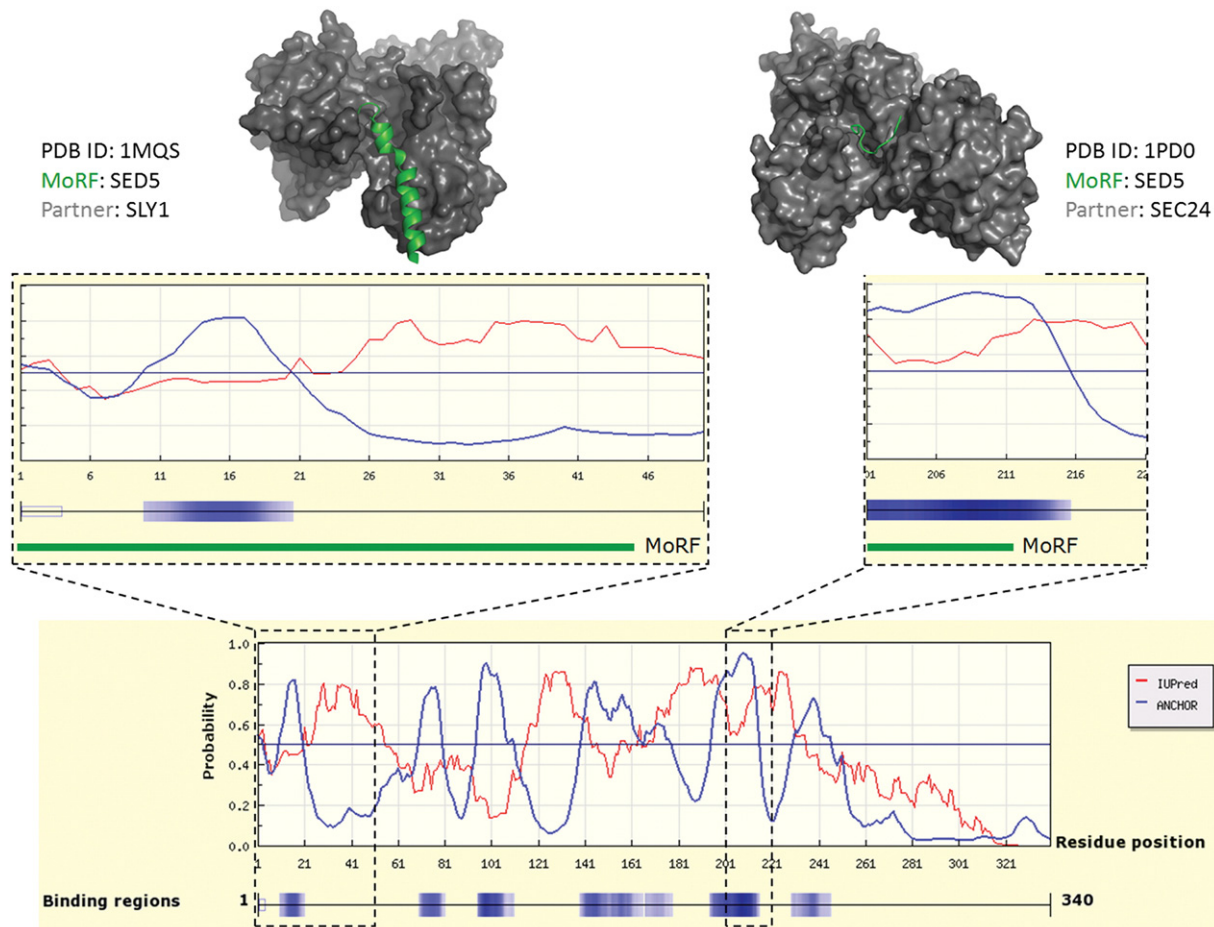 PDB ID: 1MQS
MoRF: SED5
Partner: SLY1
PDB ID: 1PD0
MoRF: SED5
Partner: SEC24
1 6 11 16 21 26 31 36 41 46
MoRF
01 206 211 216 22
MoRF
1.0
0.8
0.6
0.4
0.2
0.0
Probability
1 21 41 61 81 101 121 141 161 181 201 221 241 261 281 301 321
Residue position
IUPred
ANCHOR
Binding regions 1 340